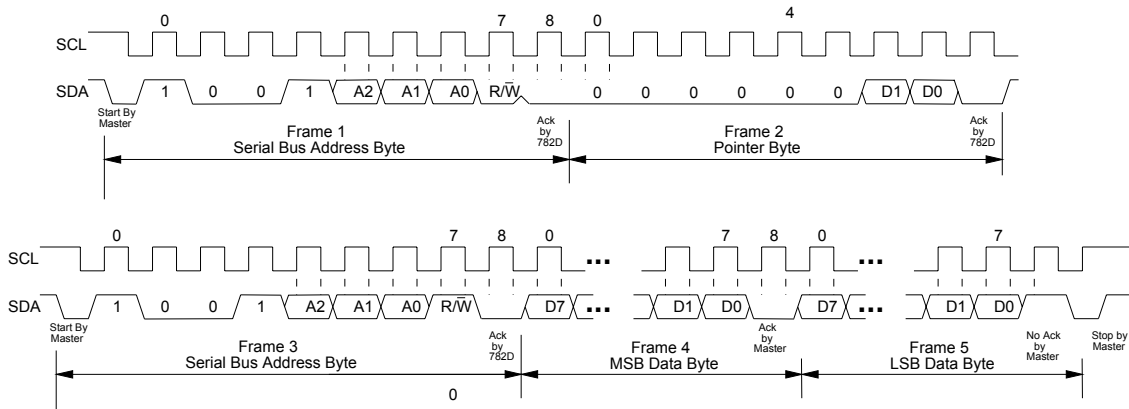 0 7 8 0 4
SCL
SDA 1 0 0 1 A2 A1 A0 R/W̅ 0 0 0 0 0 0 D1 D0
Start By
Master
Ack
by
782D
Ack
by
782D
Frame 1
Serial Bus Address Byte
Frame 2
Pointer Byte
0 7 8 0 ... 7 8 0 ... 7
SCL
SDA 1 0 0 1 A2 A1 A0 R/W̅ D7 ... D1 D0 D7 ... D1 D0
Start By
Master
Ack
by
782D
Ack
by
Master
No Ack
by
Master
Stop by
Master
Frame 3
Serial Bus Address Byte
Frame 4
MSB Data Byte
Frame 5
LSB Data Byte
0